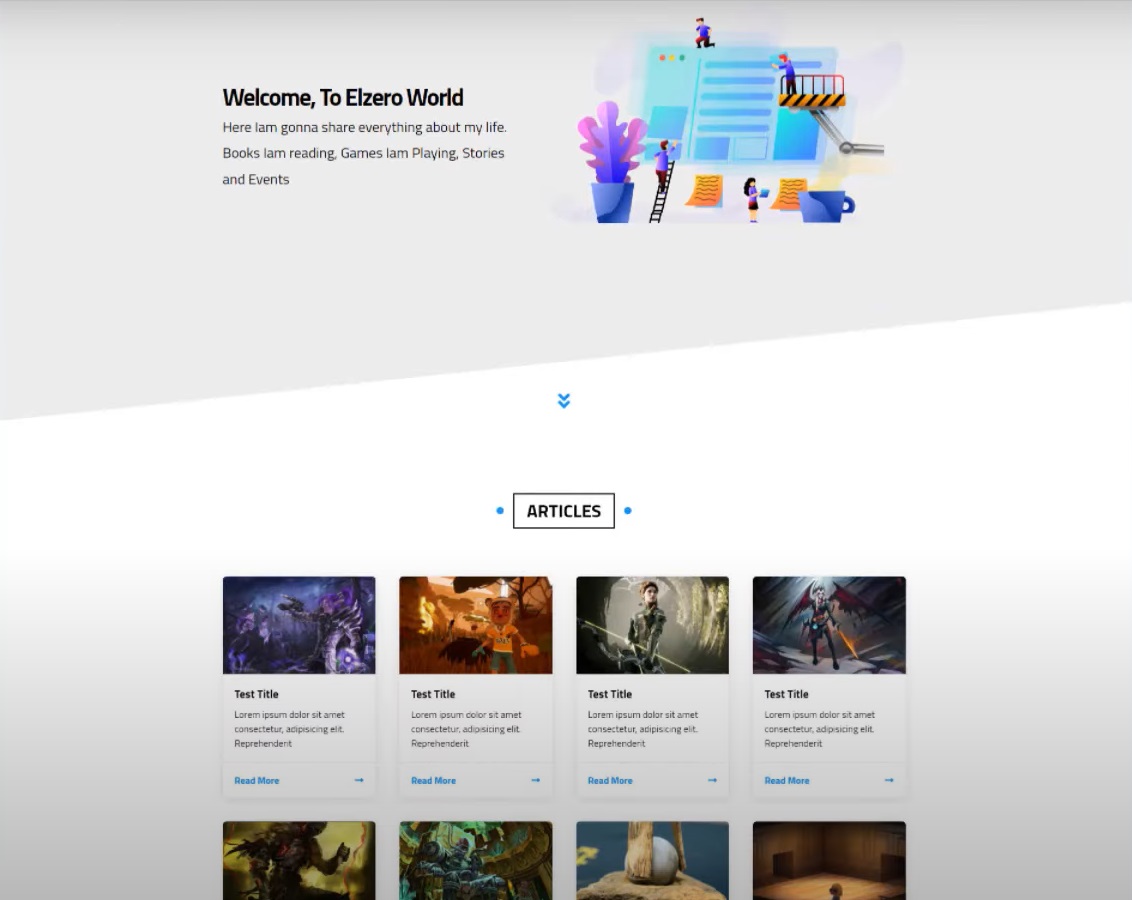 Welcome, To Elzero World
Here Iam gonna share everything about my life.
Books Iam reading, Games Iam Playing, Stories
and Events
ARTICLES
Test Title
Lorem ipsum dolor sit amet
consectetur, adipisicing elit.
Reprehenderit
Read More
Test Title
Lorem ipsum dolor sit amet
consectetur, adipisicing elit.
Reprehenderit
Read More
Test Title
Lorem ipsum dolor sit amet
consectetur, adipisicing elit.
Reprehenderit
Read More
Test Title
Lorem ipsum dolor sit amet
consectetur, adipisicing elit.
Reprehenderit
Read More